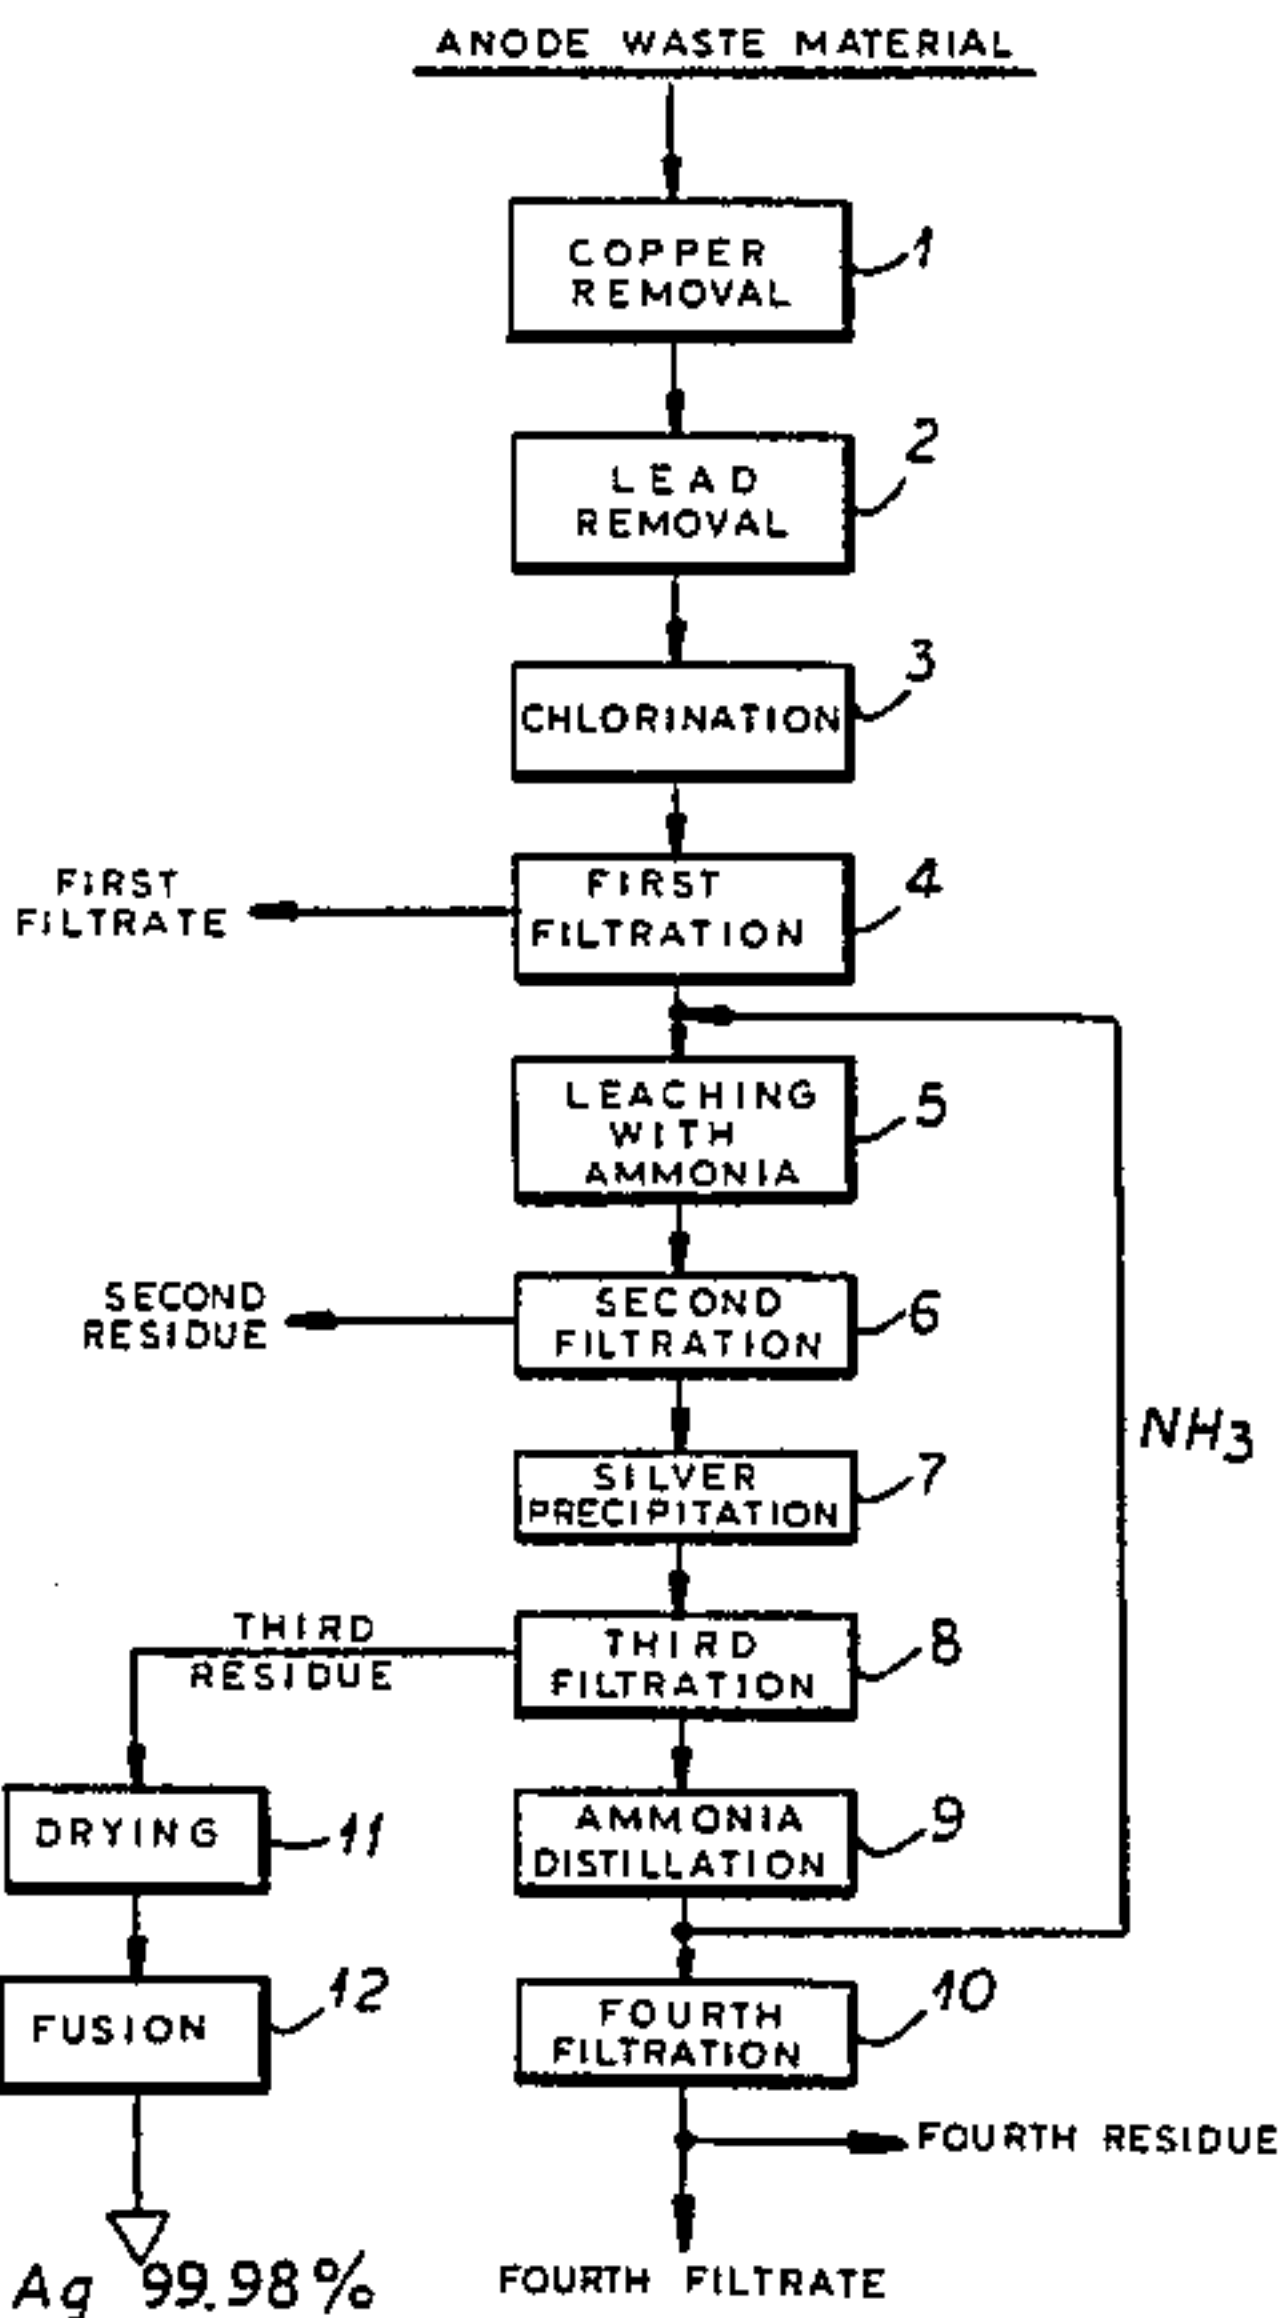 ANODE WASTE MATERIAL
COPPER
REMOVAL
1
LEAD
REMOVAL
2
CHLORINATION
3
FIRST
FILTRATE
FIRST
FILTRATION
4
LEACHING
WITH
AMMONIA
5
SECOND
RESIDUE
SECOND
FILTRATION
6
NH3
SILVER
PRECIPITATION
7
THIRD
RESIDUE
THIRD
FILTRATION
8
DRYING
11
AMMONIA
DISTILLATION
9
FUSION
12
FOURTH
FILTRATION
10
FOURTH RESIDUE
Ag 99.98%
FOURTH FILTRATE